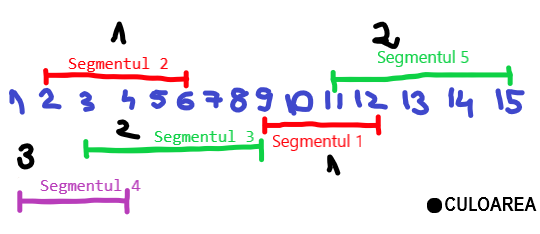 1 2
Segmentul 2 Segmentul 5
1 2 3 4 5 6 7 8 9 10 11 12 13 14 15
2 Segmentul 3 Segmentul 1
3 1
Segmentul 4
CULOAREA